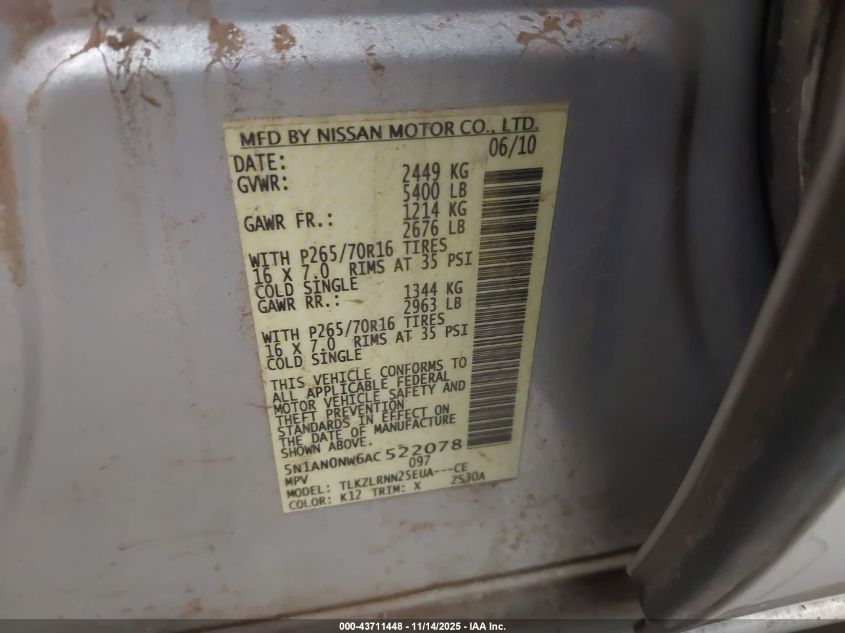 MFD BY NISSAN MOTOR CO., LTD.
DATE: 06/10
GVWR: 2449 KG
5400 LB
GAWR FR.: 1214 KG
2676 LB
WITH P265/70R16 TIRES
16 X 7.0 RIMS AT 35 PSI
COLD SINGLE
GAWR RR.: 1344 KG
2963 LB
WITH P265/70R16 TIRES
16 X 7.0 RIMS AT 35 PSI
COLD SINGLE
THIS VEHICLE CONFORMS TO
ALL APPLICABLE FEDERAL
MOTOR VEHICLE SAFETY AND
THEFT PREVENTION
STANDARDS IN EFFECT ON
THE DATE OF MANUFACTURE
SHOWN ABOVE.
5N1AN0NW6AC522078
MPV 097
MODEL: TLKZLRNN25EUA---CE
COLOR: K12 TRIM: X ZS30A
000-43711448 - 11/14/2025 - IAA Inc.